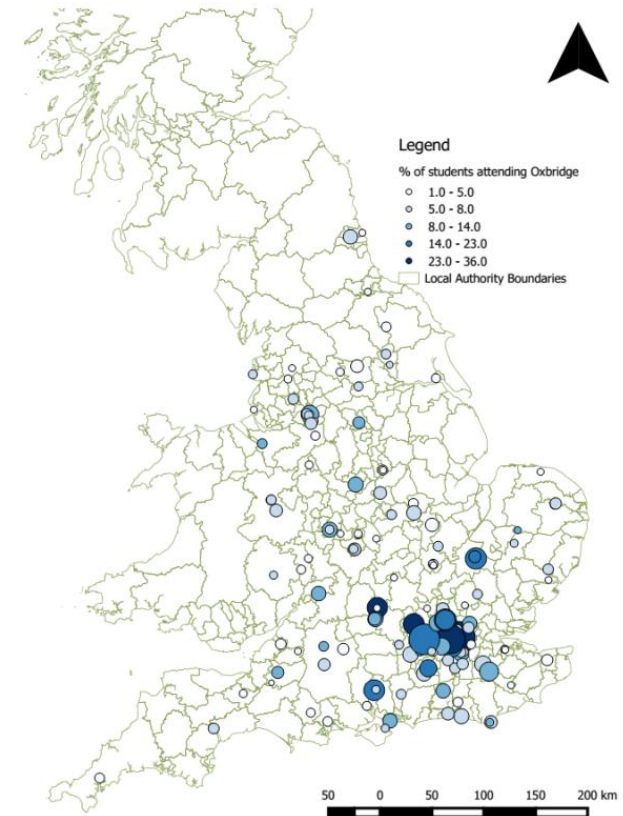 Legend
% of students attending Oxbridge
1.0 - 5.0
5.0 - 8.0
8.0 - 14.0
14.0 - 23.0
23.0 - 36.0
Local Authority Boundaries
50 0 50 100 150 200 km